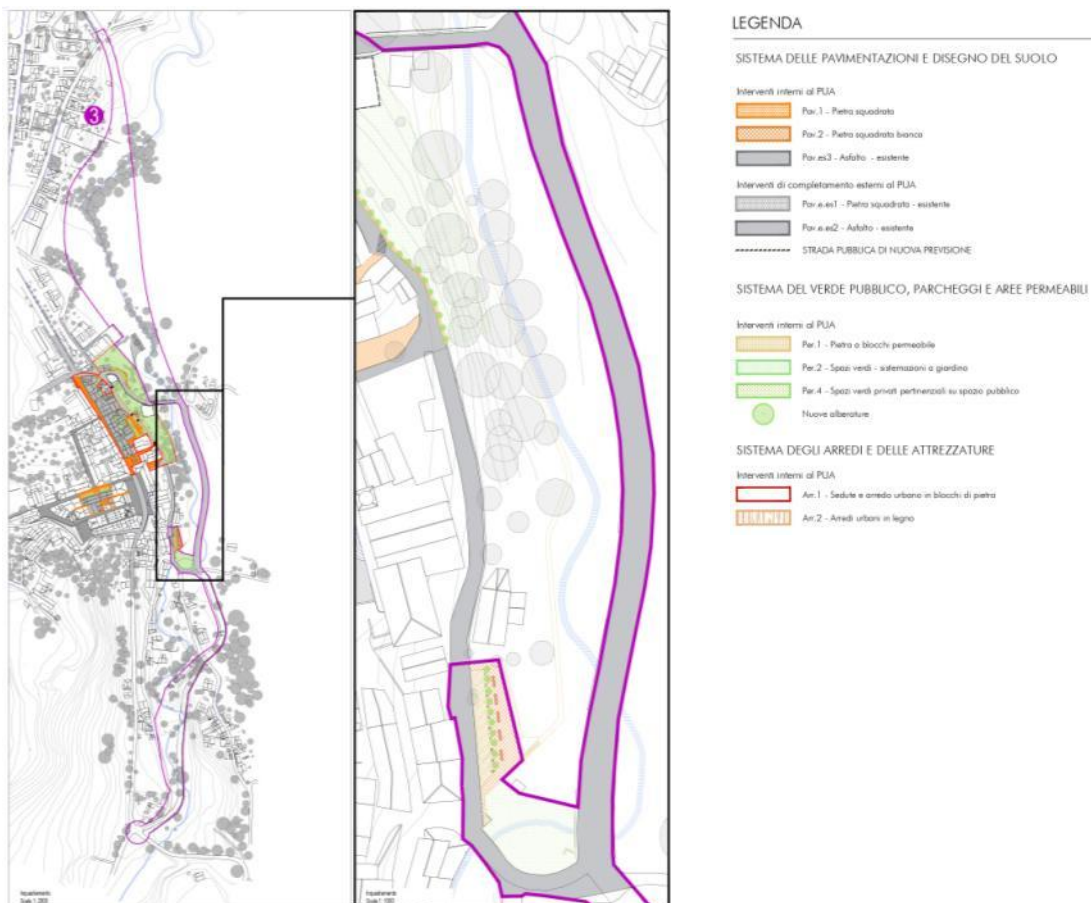 3
Inquadramento
Scala 1: 2000
Inquadramento
LEGENDA
SISTEMA DELLE PAVIMENTAZIONI E DISEGNO DEL SUOLO
Interventi interni al PUA
Pav.1 - Pietra squadrata
Pav.2 - Pietra squadrata bianca
Pav.es3 - Asfalto - esistente
Interventi di completamento esterni al PUA
Pav.e.es1 - Pietra squadrata - esistente
Pav.e.es2 - Asfalto - esistente
STRADA PUBBLICA DI NUOVA PREVISIONE
SISTEMA DEL VERDE PUBBLICO, PARCHEGGI E AREE PERMEABILI
Interventi interni al PUA
Per.1 - Pietra a blocchi permeabile
Per.2 - Spazi verdi - sistemazioni a giardino
Per.4 - Spazi verdi privati pertinenziali su spazio pubblico
Nuove alberature
SISTEMA DEGLI ARREDI E DELLE ATTREZZATURE
Interventi interni al PUA
Arr.1 - Sedute e arredo urbano in blocchi di pietra
Arr.2 - Arredi urbani in legno